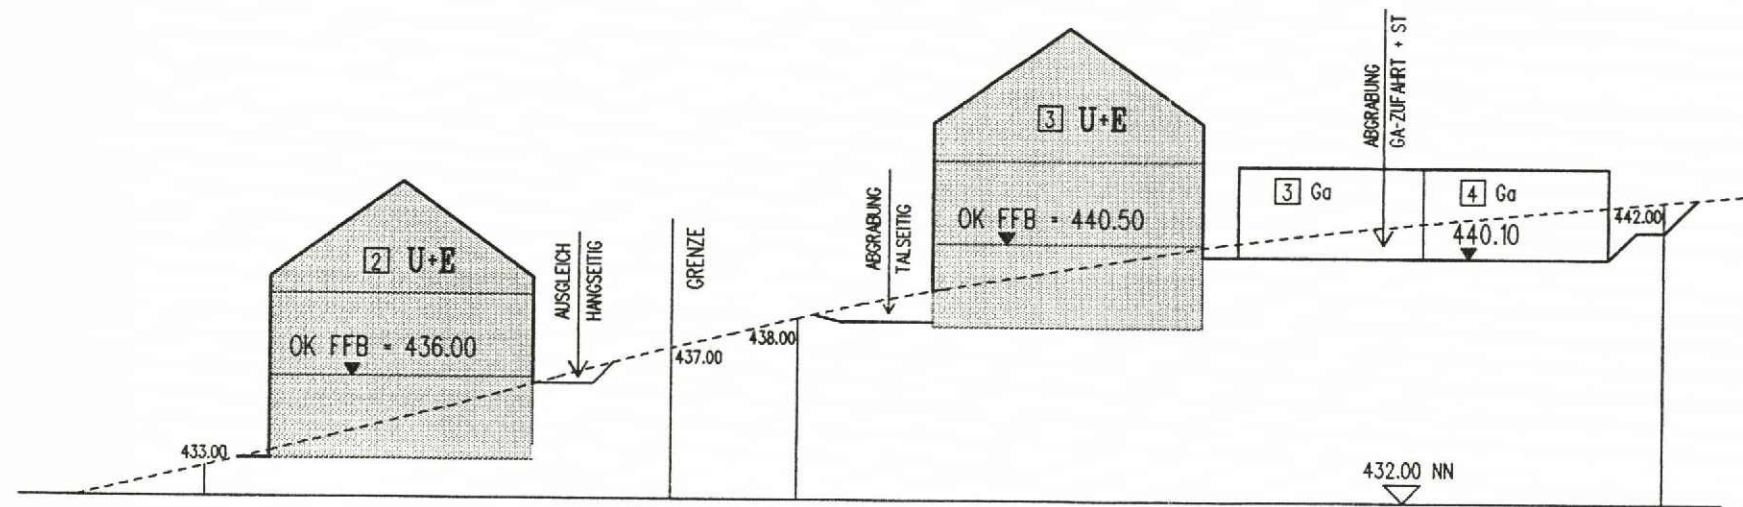 2 U+E
OK FFB = 436.00
433.00
AUSGLEICH
HANGSEITIG
GRENZE
437.00
438.00
ABGRABUNG
TALSEITIG
3 U+E
OK FFB = 440.50
3 Ga
ABGRABUNG
GA-ZUFAHRT + ST
4 Ga
440.10
442.00
432.00 NN